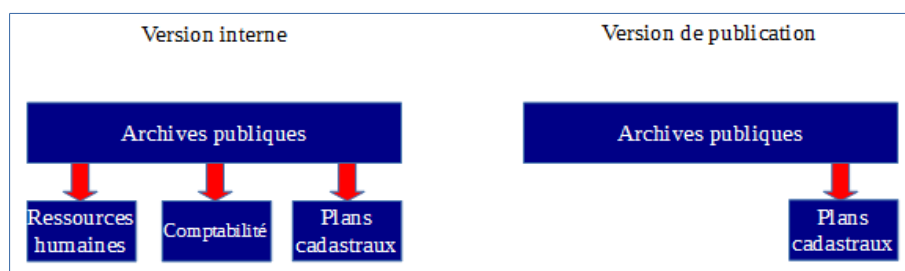 Version interne
Version de publication
Archives publiques
Archives publiques
Ressources
humaines
Comptabilité
Plans
cadastraux
Plans
cadastraux